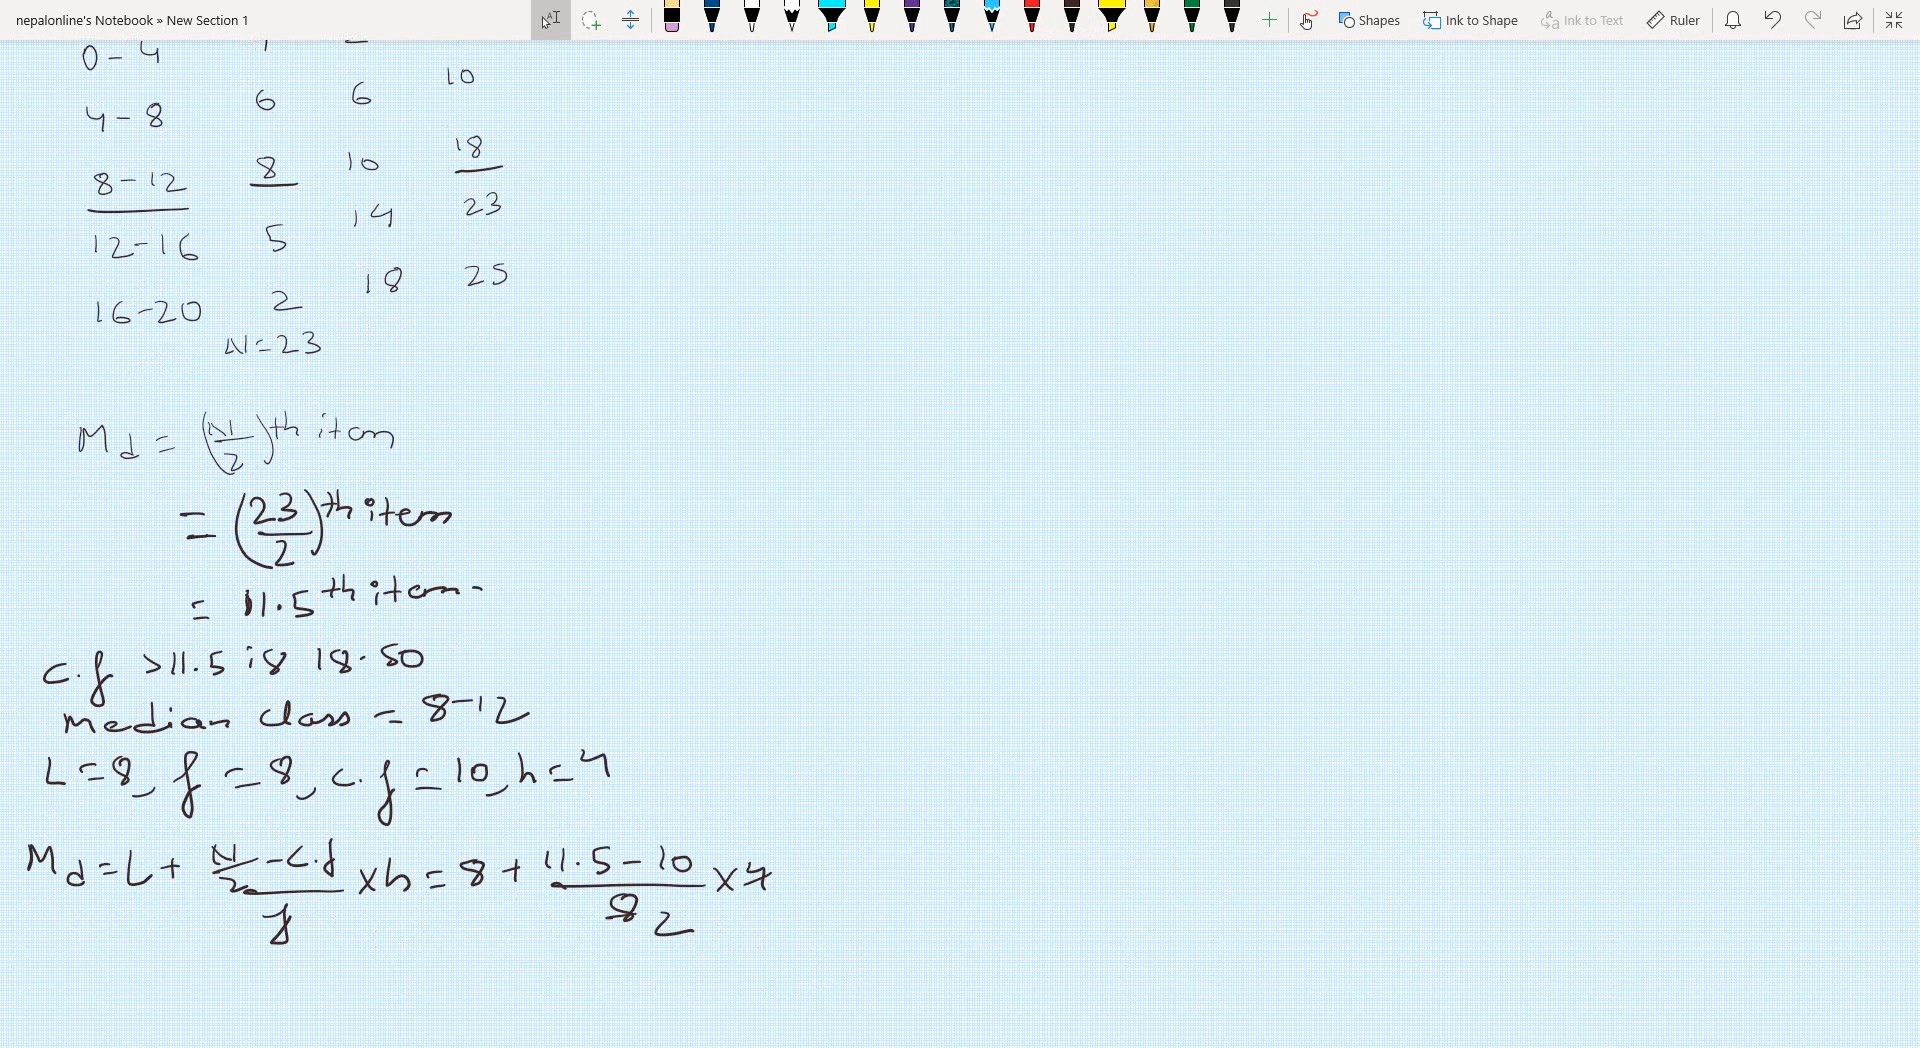 nepalonline's Notebook » New Section 1
Shapes Ink to Shape Ink to Text Ruler
0-4
4-8 6 6 10
8-12 8 10 18
12-16 5 14 23
16-20 2 18 25
N=23
Md = (N/2)th item
= (23/2)th item
= 11.5th item.
c.f >11.5 is 18. so
median class = 8-12
L=8, f=8, c.f=10, h=4
Md=L+ (N/2-c.f)/f ×h = 8+ (11.5-10)/8 2 ×4